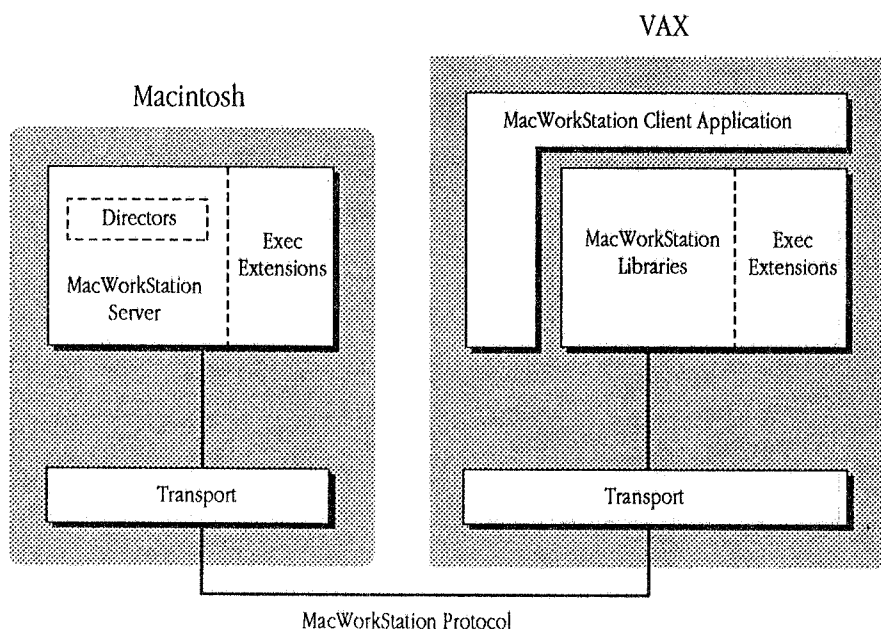 VAX
Macintosh
MacWorkStation Client Application
Directors
MacWorkStation
Server
Exec
Extensions
MacWorkStation
Libraries
Exec
Extensions
Transport
Transport
MacWorkStation Protocol